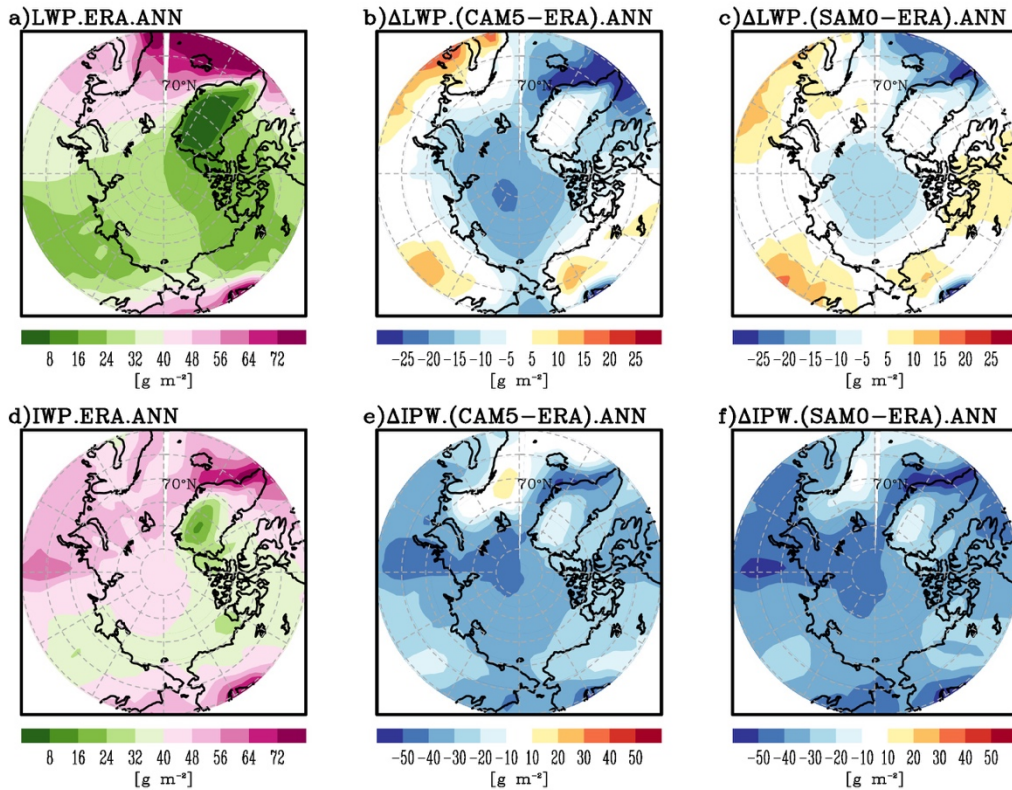 a)LWP.ERA.ANN
b)ΔLWP.(CAM5-ERA).ANN
c)ΔLWP.(SAM0-ERA).ANN
70°N
70°N
70°N
8 16 24 32 40 48 56 64 72
[g m⁻²]
-25 -20 -15 -10 -5 5 10 15 20 25
[g m⁻²]
-25 -20 -15 -10 -5 5 10 15 20 25
[g m⁻²]
d)IWP.ERA.ANN
e)ΔIPW.(CAM5-ERA).ANN
f)ΔIPW.(SAM0-ERA).ANN
70°N
70°N
70°N
8 16 24 32 40 48 56 64 72
[g m⁻²]
-50 -40 -30 -20 -10 10 20 30 40 50
[g m⁻²]
-50 -40 -30 -20 -10 10 20 30 40 50
[g m⁻²]